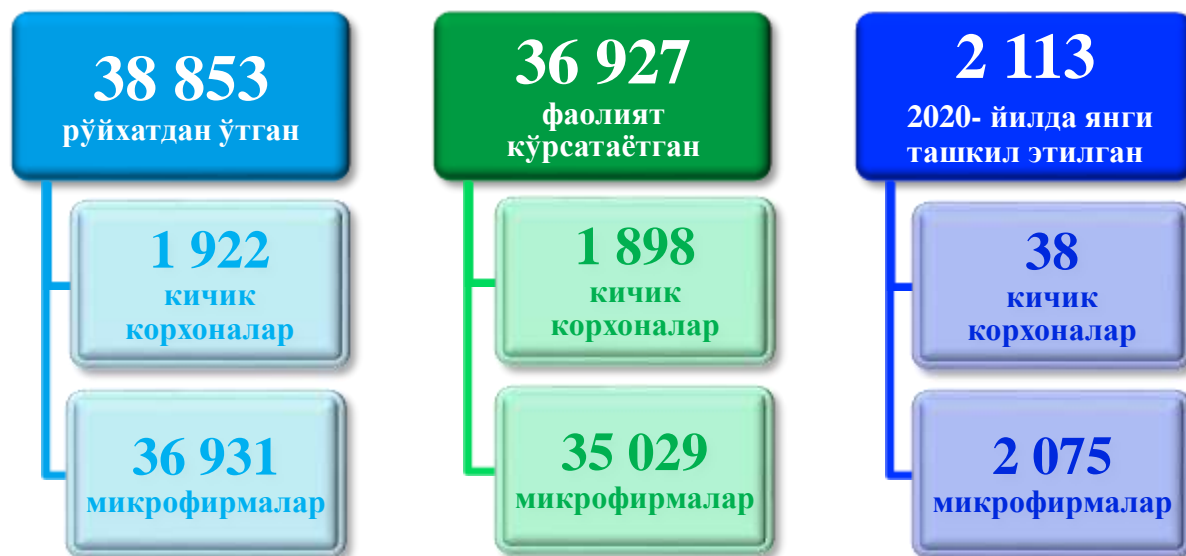 38 853
рўйхатдан ўтган
1 922
кичик
корхоналар
36 931
микрофирмалар
36 927
фаолият
кўрсатаётган
1 898
кичик
корхоналар
35 029
микрофирмалар
2 113
2020- йилда янги
ташкил этилган
38
кичик
корхоналар
2 075
микрофирмалар